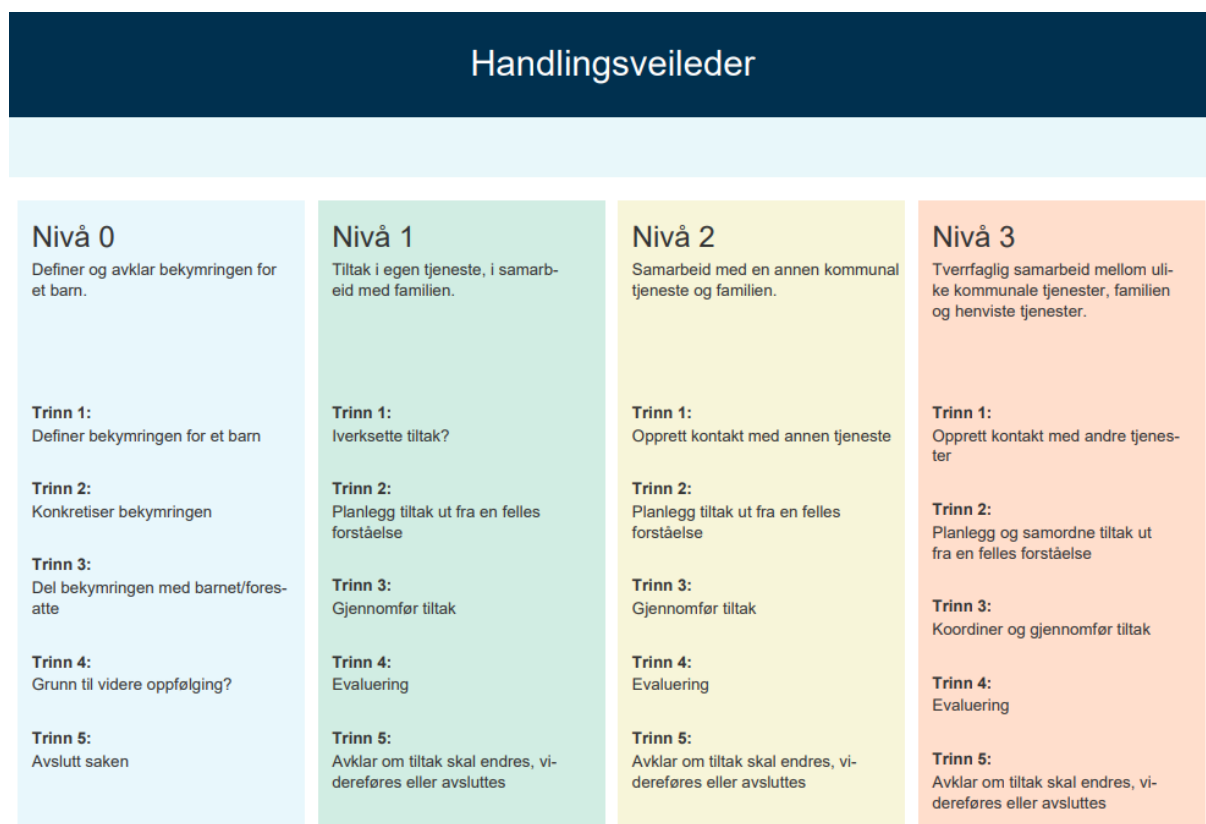 Handlingsveileder
Nivå 0
Definer og avklar bekymringen for
et barn.
Trinn 1:
Definer bekymringen for et barn
Trinn 2:
Konkretiser bekymringen
Trinn 3:
Del bekymringen med barnet/fores-
atte
Trinn 4:
Grunn til videre oppfølging?
Trinn 5:
Avslutt saken
Nivå 1
Tiltak i egen tjeneste, i samarb-
eid med familien.
Trinn 1:
Iverksette tiltak?
Trinn 2:
Planlegg tiltak ut fra en felles
forståelse
Trinn 3:
Gjennomfør tiltak
Trinn 4:
Evaluering
Trinn 5:
Avklar om tiltak skal endres, vi-
dereføres eller avsluttes
Nivå 2
Samarbeid med en annen kommunal
tjeneste og familien.
Trinn 1:
Opprett kontakt med annen tjeneste
Trinn 2:
Planlegg tiltak ut fra en felles
forståelse
Trinn 3:
Gjennomfør tiltak
Trinn 4:
Evaluering
Trinn 5:
Avklar om tiltak skal endres, vi-
dereføres eller avsluttes
Nivå 3
Tverrfaglig samarbeid mellom uli-
ke kommunale tjenester, familien
og henviste tjenester.
Trinn 1:
Opprett kontakt med andre tjenes-
ter
Trinn 2:
Planlegg og samordne tiltak ut
fra en felles forståelse
Trinn 3:
Koordiner og gjennomfør tiltak
Trinn 4:
Evaluering
Trinn 5:
Avklar om tiltak skal endres, vi-
dereføres eller avsluttes